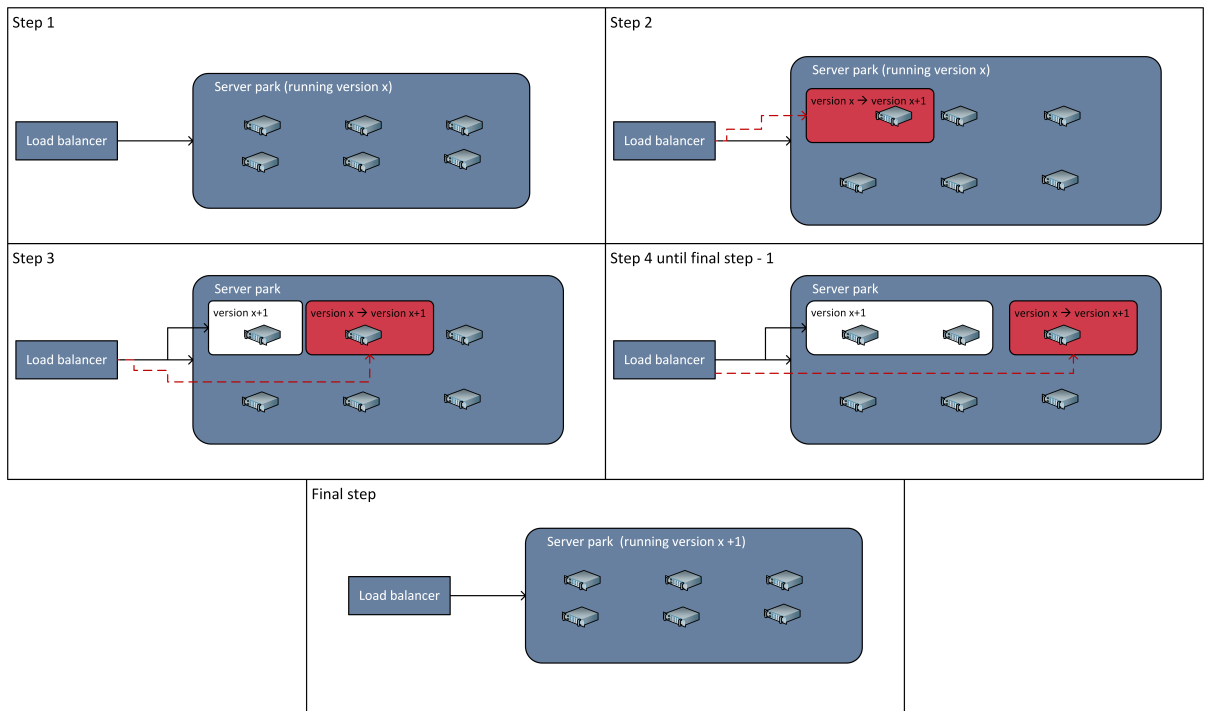 Step 1
Server park (running version x)
Load balancer
Step 2
Server park (running version x)
version x → version x+1
Load balancer
Step 3
Server park
version x+1
version x → version x+1
Load balancer
Step 4 until final step - 1
Server park
version x+1
version x → version x+1
Load balancer
Final step
Server park (running version x +1)
Load balancer